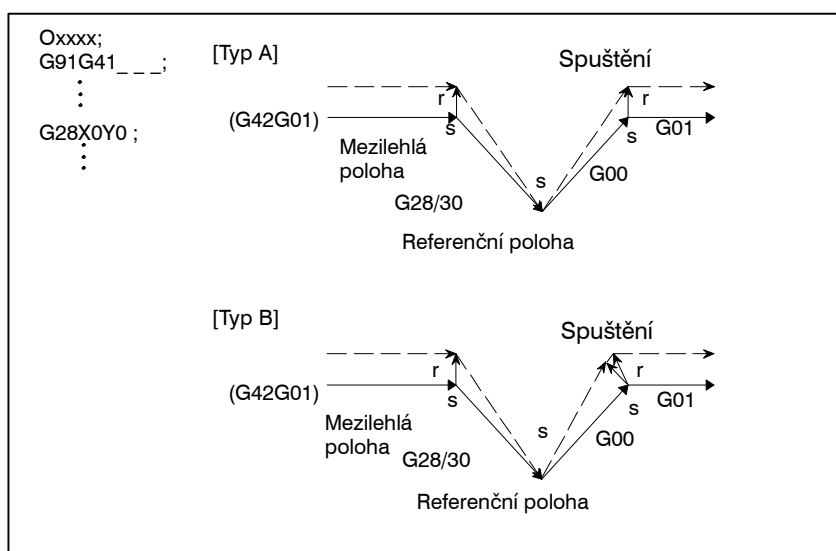 Oxxxx;
G91G41_ _ _;
G28X0Y0 ;
[Typ A]
Spuštění
r
r
(G42G01)
s
s
G01
Mezilehlá
poloha
s
G00
G28/30
Referenční poloha
[Typ B]
Spuštění
r
r
(G42G01)
s
s
G01
Mezilehlá
poloha
s
G00
G28/30
Referenční poloha